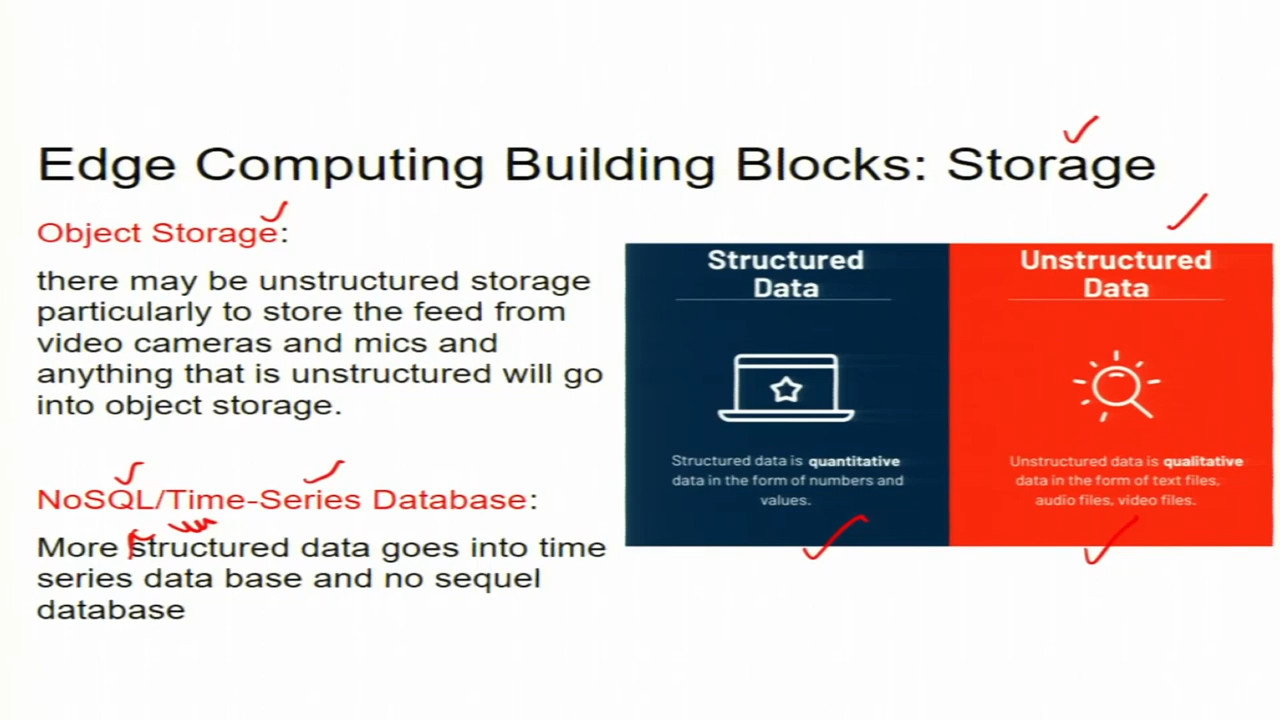 Edge Computing Building Blocks: Storage
Object Storage:
there may be unstructured storage
particularly to store the feed from
video cameras and mics and
anything that is unstructured will go
into object storage.
NoSQL/Time-Series Database:
More structured data goes into time
series data base and no sequel
database
Structured
Data
Structured data is quantitative
data in the form of numbers and
values.
Unstructured
Data
Unstructured data is qualitative
data in the form of text files,
audio files, video files.